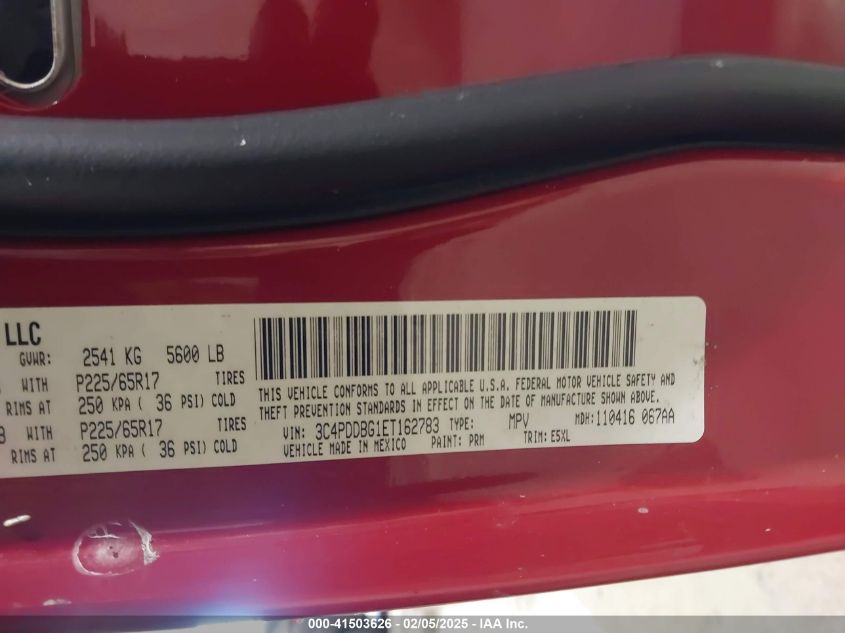 LLC
GVWR: 2541 KG 5600 LB
WITH P225/65R17 TIRES
RIMS AT 250 KPA ( 36 PSI) COLD
WITH P225/65R17 TIRES
RIMS AT 250 KPA ( 36 PSI) COLD
THIS VEHICLE CONFORMS TO ALL APPLICABLE U.S.A. FEDERAL MOTOR VEHICLE SAFETY AND
THEFT PREVENTION STANDARDS IN EFFECT ON THE DATE OF MANUFACTURE SHOWN ABOVE.
VIN: 3C4PDDBG1ET162783 TYPE: MPV MDH: 110416 067AA
VEHICLE MADE IN MEXICO PAINT: PRM TRIM: E5XL
000-41503626 - 02/05/2025 - IAA Inc.